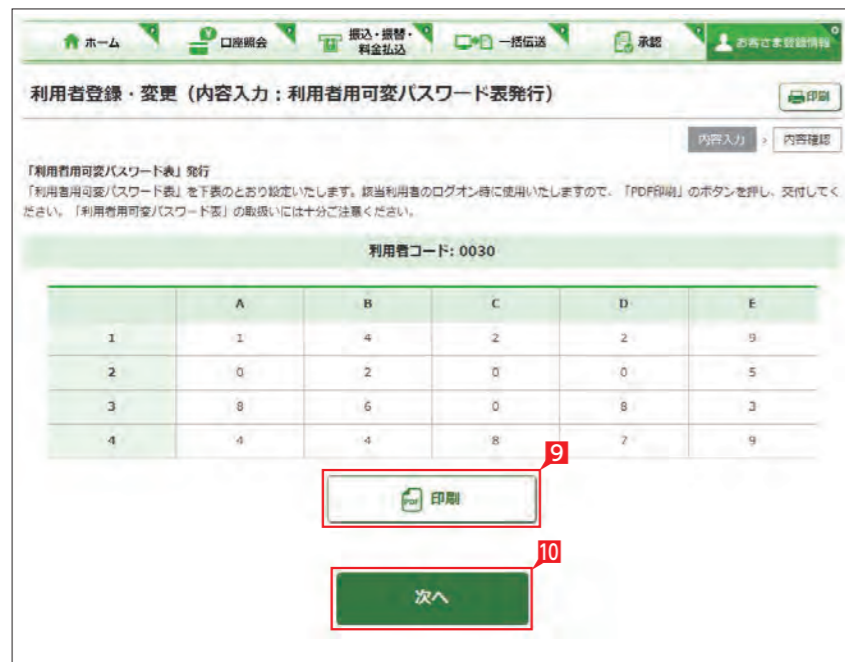 ホーム 口座照会 振込・振替・料金払込 一括伝送 承認 お客さま登録情報
利用者登録・変更（内容入力：利用者用可変パスワード表発行）
印刷
内容入力 › 内容確認
「利用者用可変パスワード表」発行
「利用者用可変パスワード表」を下表のとおり設定いたします。該当利用者のログオン時に使用いたしますので、「PDF印刷」のボタンを押し、交付してく
ださい。「利用者用可変パスワード表」の取扱いには十分ご注意ください。
利用者コード: 0030
A B C D E
1 1 4 2 2 9
2 0 2 0 0 5
3 8 6 0 8 3
4 4 4 8 7 9
9
PDF 印刷
10
次へ